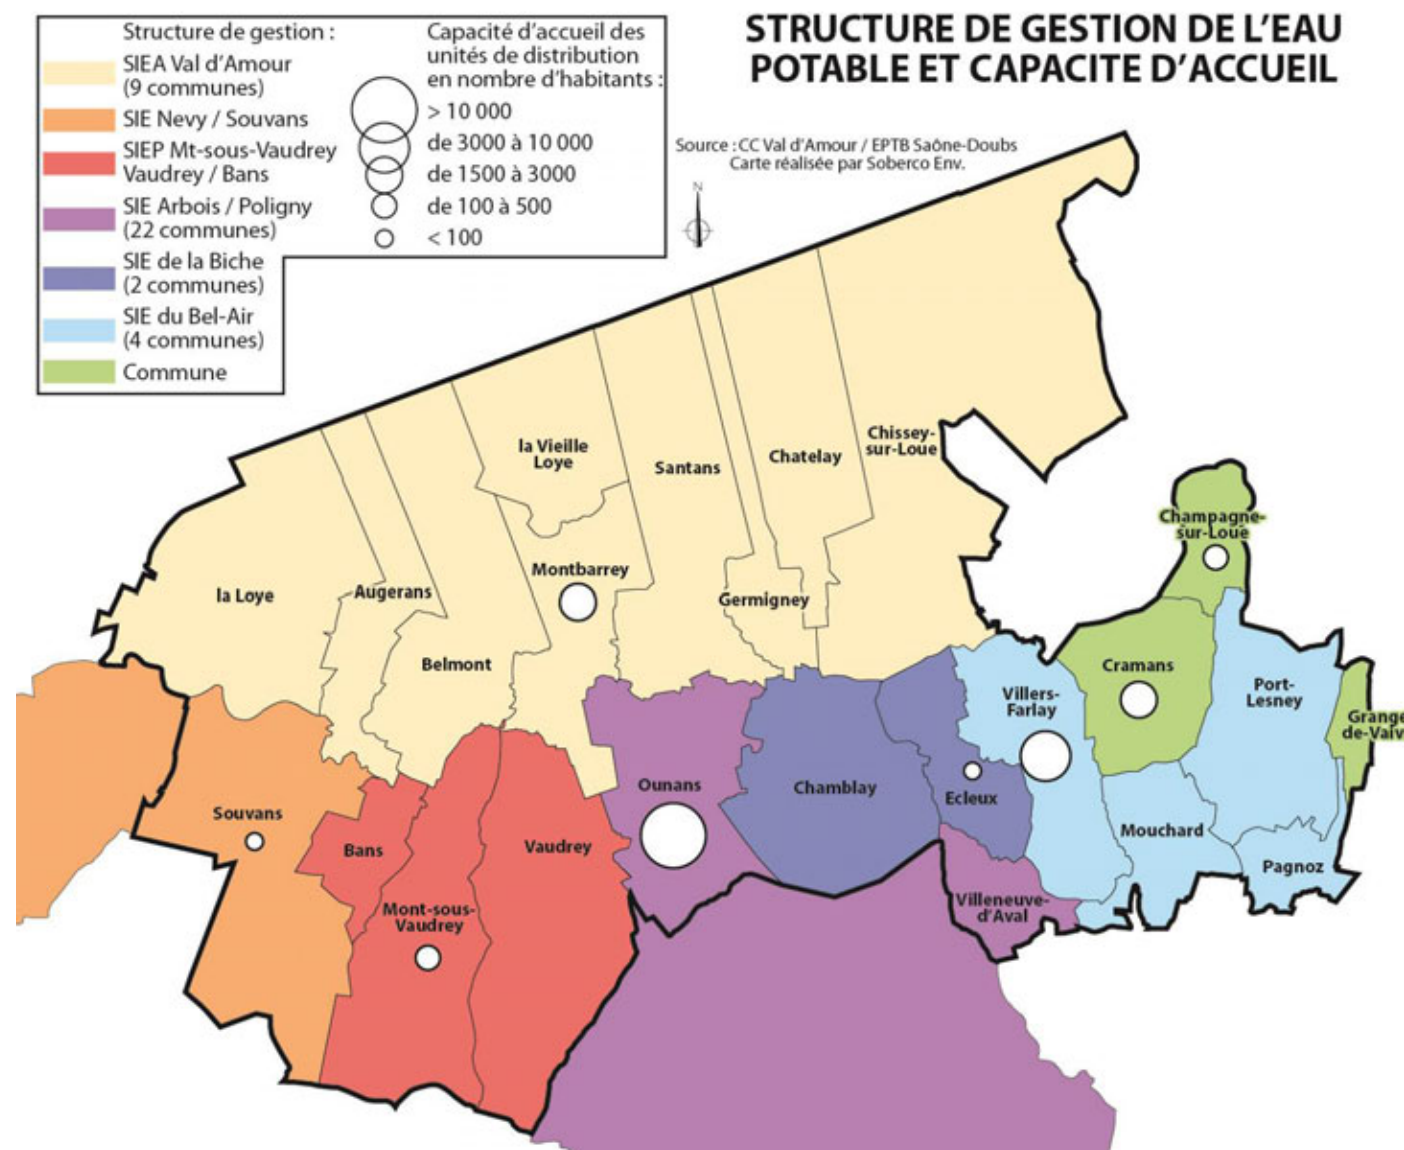 STRUCTURE DE GESTION DE L'EAU
POTABLE ET CAPACITE D'ACCUEIL
Structure de gestion :
SIEA Val d'Amour
(9 communes)
SIE Nevy / Souvans
SIEP Mt-sous-Vaudrey
Vaudrey / Bans
SIE Arbois / Poligny
(22 communes)
SIE de la Biche
(2 communes)
SIE du Bel-Air
(4 communes)
Commune
Capacité d'accueil des
unités de distribution
en nombre d'habitants :
> 10 000
de 3000 à 10 000
de 1500 à 3000
de 100 à 500
< 100
Source : CC Val d'Amour / EPTB Saône-Doubs
Carte réalisée par Soberco Env.
N
la Vieille
Loye
Santans
Chatelay
Chissey-
sur-Loue
Champagne-
sur-Loue
la Loye
Augerans
Montbarrey
Germigney
Belmont
Cramans
Villers-
Farlay
Port-
Lesney
Grange
de-Vaiv
Souvans
Ounans
Chamblay
Ecleux
Bans
Vaudrey
Mouchard
Pagnoz
Mont-sous-
Vaudrey
Villeneuve-
d'Aval